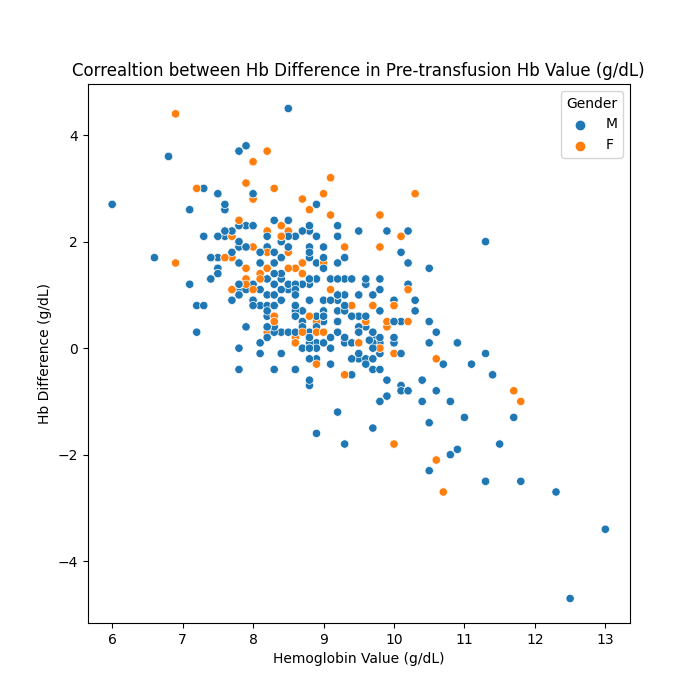 Correaltion between Hb Difference in Pre-transfusion Hb Value (g/dL)
Gender
M
F
4
2
0
−2
−4
Hb Difference (g/dL)
6 7 8 9 10 11 12 13
Hemoglobin Value (g/dL)